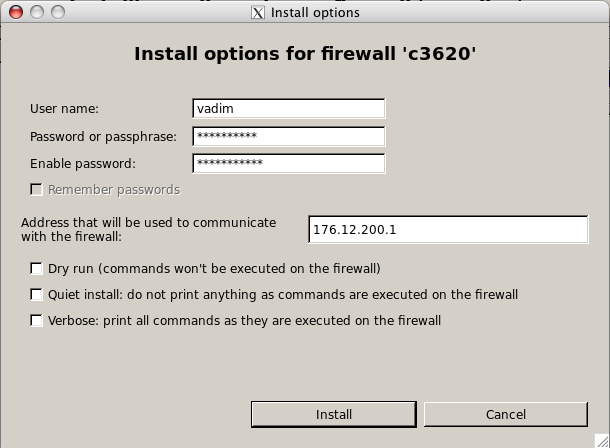 Install options
Install options for firewall 'c3620'
User name:
vadim
Password or passphrase:
**********
Enable password:
***********
Remember passwords
Address that will be used to communicate
with the firewall:
176.12.200.1
Dry run (commands won't be executed on the firewall)
Quiet install: do not print anything as commands are executed on the firewall
Verbose: print all commands as they are executed on the firewall
Install
Cancel